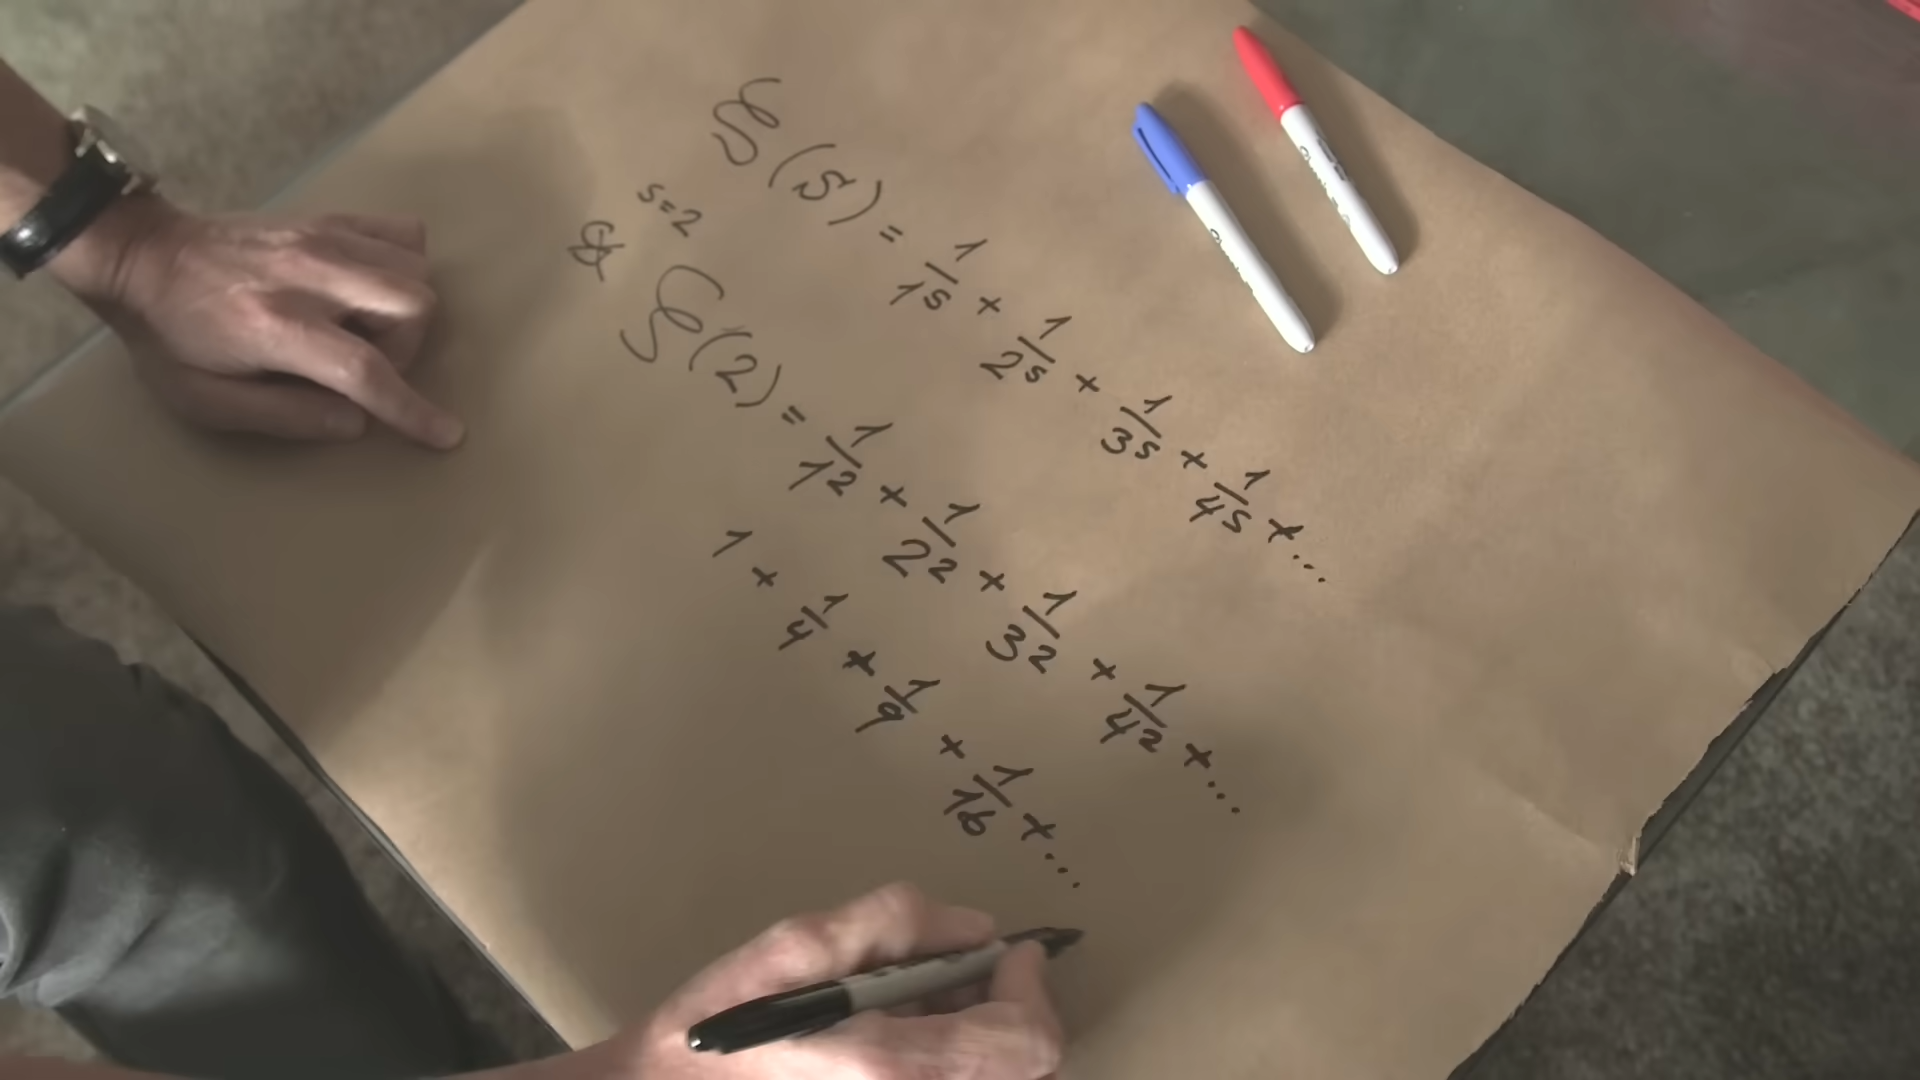 ζ(s) = 1/1^s + 1/2^s + 1/3^s + 1/4^s + ...
s=2
ζ(2) = 1/1^2 + 1/2^2 + 1/3^2 + 1/4^2 + ...
1 + 1/4 + 1/9 + 1/16 + ...